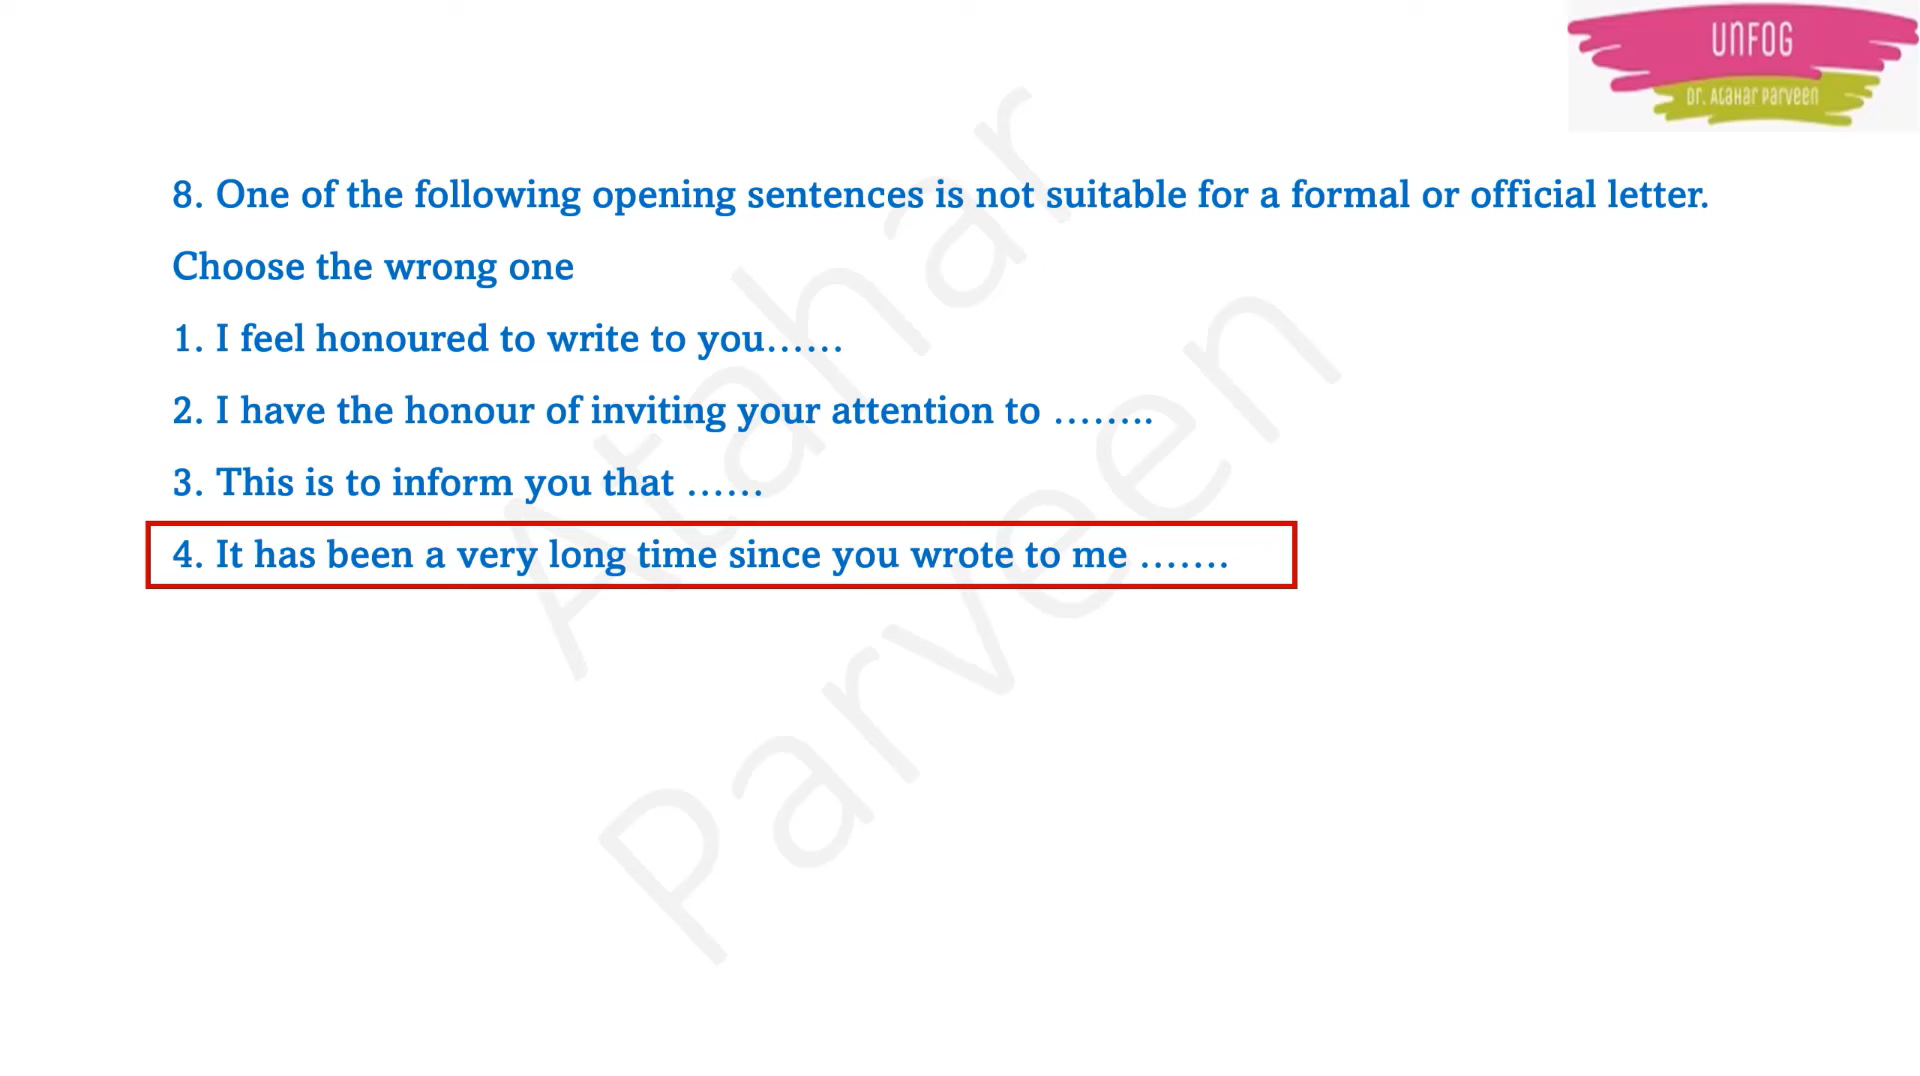 UNFOG
Dr. Atahar Parveen
8. One of the following opening sentences is not suitable for a formal or official letter.
Choose the wrong one
1. I feel honoured to write to you……
2. I have the honour of inviting your attention to ……..
3. This is to inform you that ……
4. It has been a very long time since you wrote to me …….
Atahar
Parveen